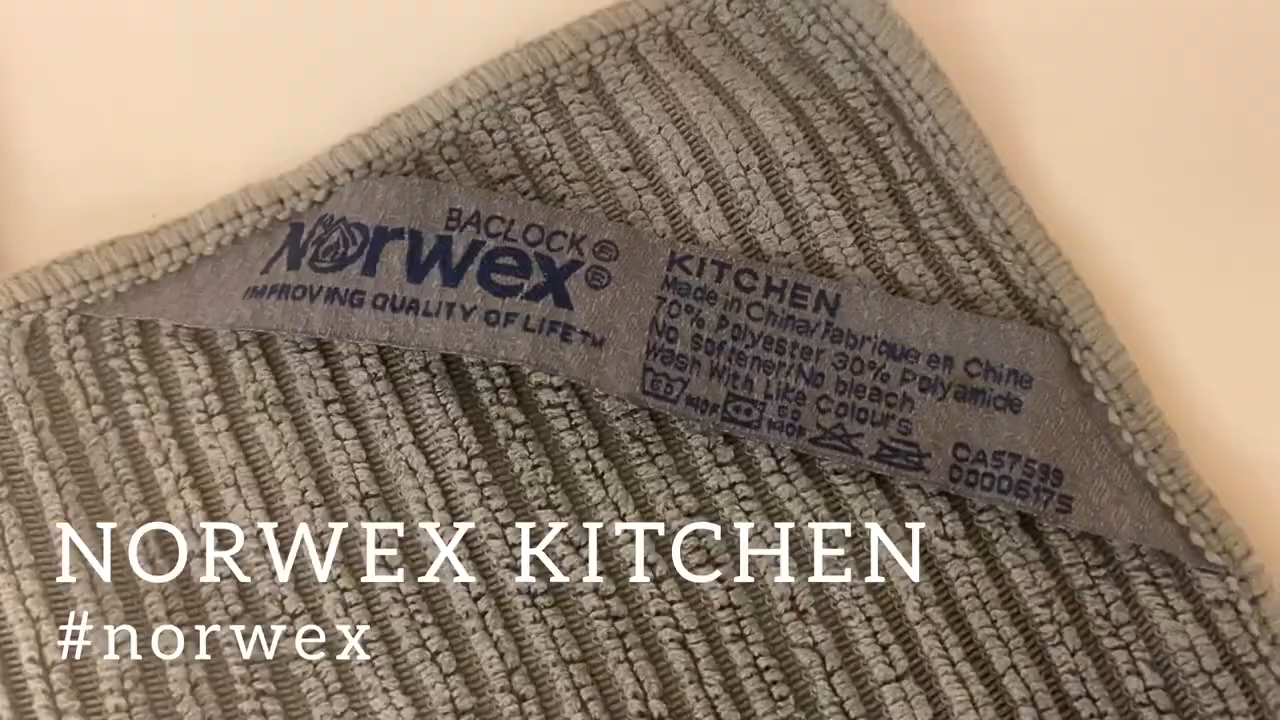 BACLOCK®
Norwex®
IMPROVING QUALITY OF LIFE™
KITCHEN
Made in China/Fabriqué en Chine
70% Polyester 30% Polyamide
No softener/No bleach
Wash With Like Colours
60 140F 60 140F
CA57599
00006175
NORWEX KITCHEN
#norwex